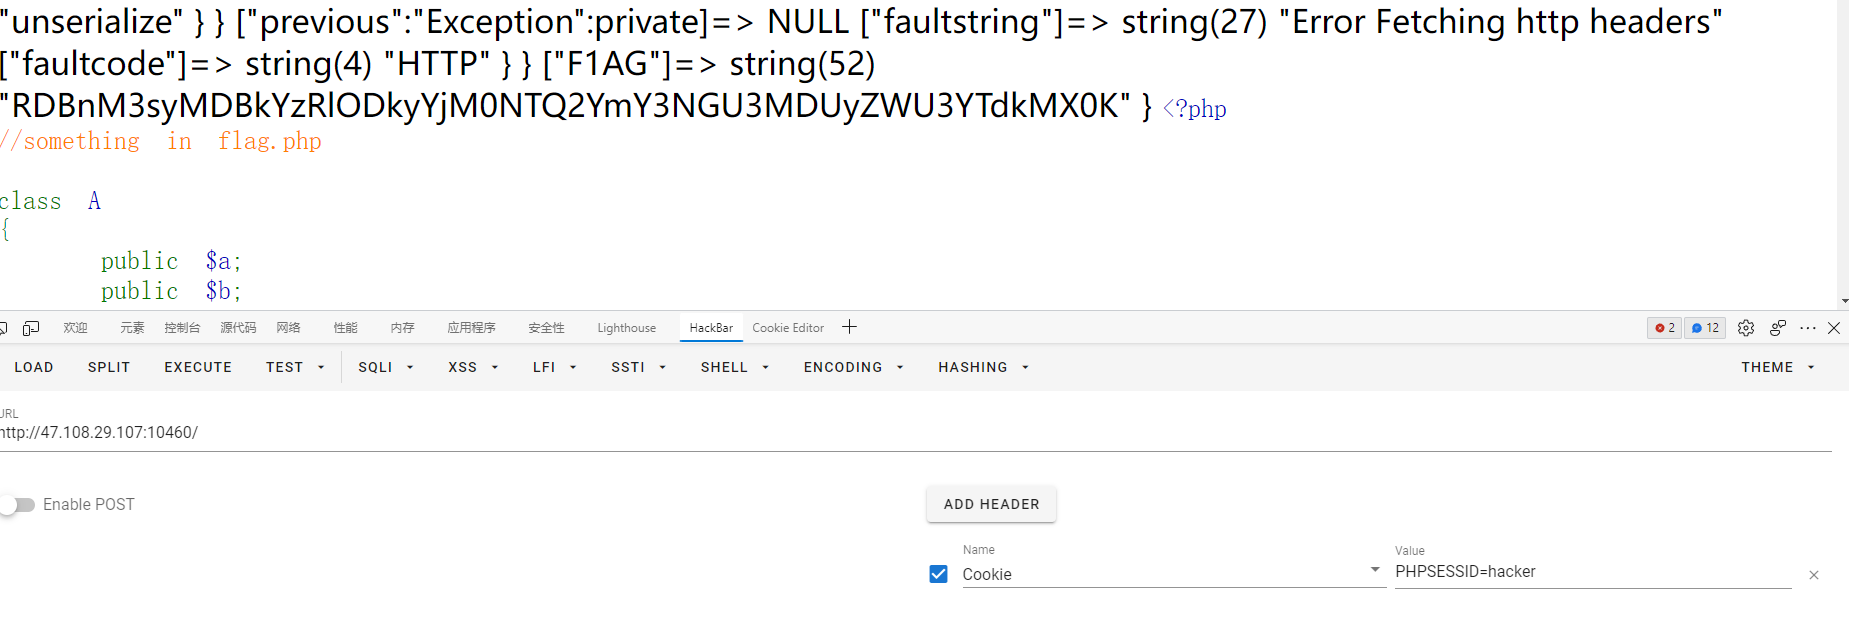 "unserialize" } } ["previous":"Exception":private]=> NULL ["faultstring"]=> string(27) "Error Fetching http headers"
["faultcode"]=> string(4) "HTTP" } } ["F1AG"]=> string(52)
"RDBnM3syMDBkYzRlODkyYjM0NTQ2YmY3NGU3MDUyZWU3YTdkMX0K" } <?php
//something in flag.php
class A
{
public $a;
public $b;
欢迎 元素 控制台 源代码 网络 性能 内存 应用程序 安全性 Lighthouse HackBar Cookie Editor 2 12
LOAD SPLIT EXECUTE TEST SQLI XSS LFI SSTI SHELL ENCODING HASHING THEME
URL
http://47.108.29.107:10460/
Enable POST ADD HEADER
Name Value
Cookie PHPSESSID=hacker